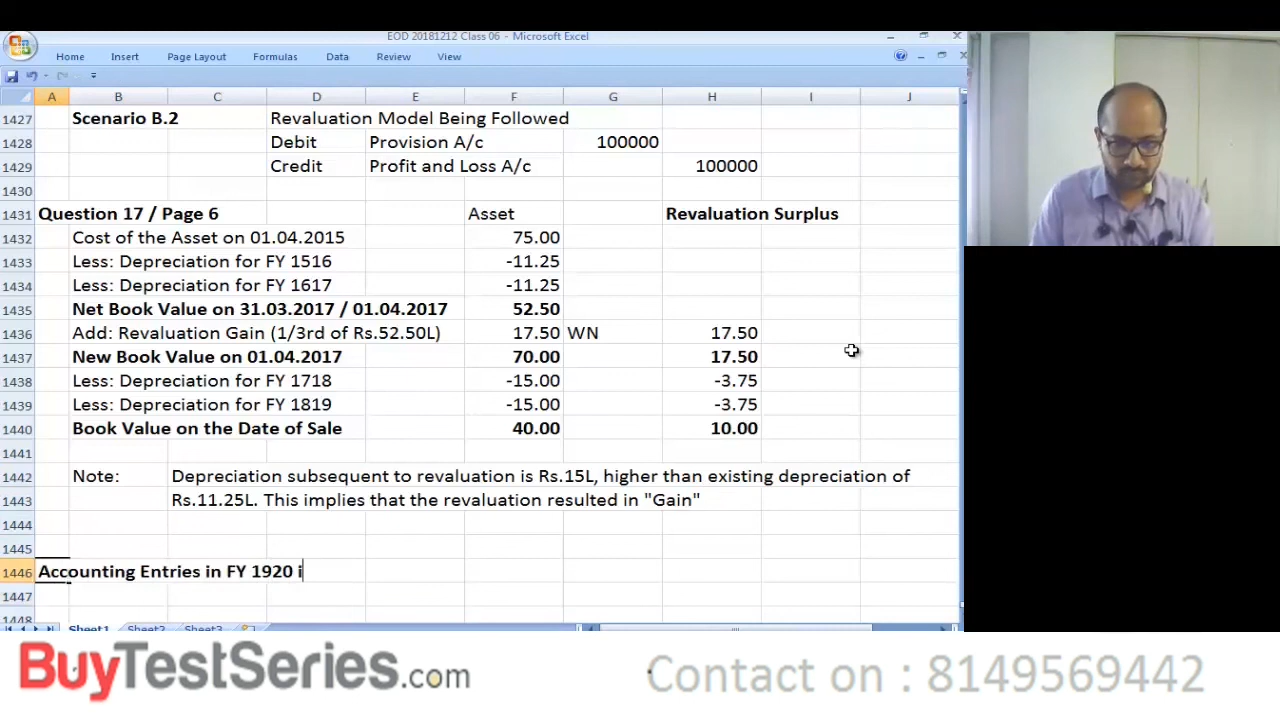 EOD 20181212 Class 06 - Microsoft Excel
Home Insert Page Layout Formulas Data Review View
A B C D E F G H I J
1427 Scenario B.2 Revaluation Model Being Followed
1428 Debit Provision A/c 100000
1429 Credit Profit and Loss A/c 100000
1430
1431 Question 17 / Page 6 Asset Revaluation Surplus
1432 Cost of the Asset on 01.04.2015 75.00
1433 Less: Depreciation for FY 1516 -11.25
1434 Less: Depreciation for FY 1617 -11.25
1435 Net Book Value on 31.03.2017 / 01.04.2017 52.50
1436 Add: Revaluation Gain (1/3rd of Rs.52.50L) 17.50 WN 17.50
1437 New Book Value on 01.04.2017 70.00 17.50
1438 Less: Depreciation for FY 1718 -15.00 -3.75
1439 Less: Depreciation for FY 1819 -15.00 -3.75
1440 Book Value on the Date of Sale 40.00 10.00
1441
1442 Note: Depreciation subsequent to revaluation is Rs.15L, higher than existing depreciation of
1443 Rs.11.25L. This implies that the revaluation resulted in "Gain"
1444
1445
1446 Accounting Entries in FY 1920 i
1447
1448
Sheet1 Sheet2 Sheet3
BuyTestSeries.com Contact on : 8149569442